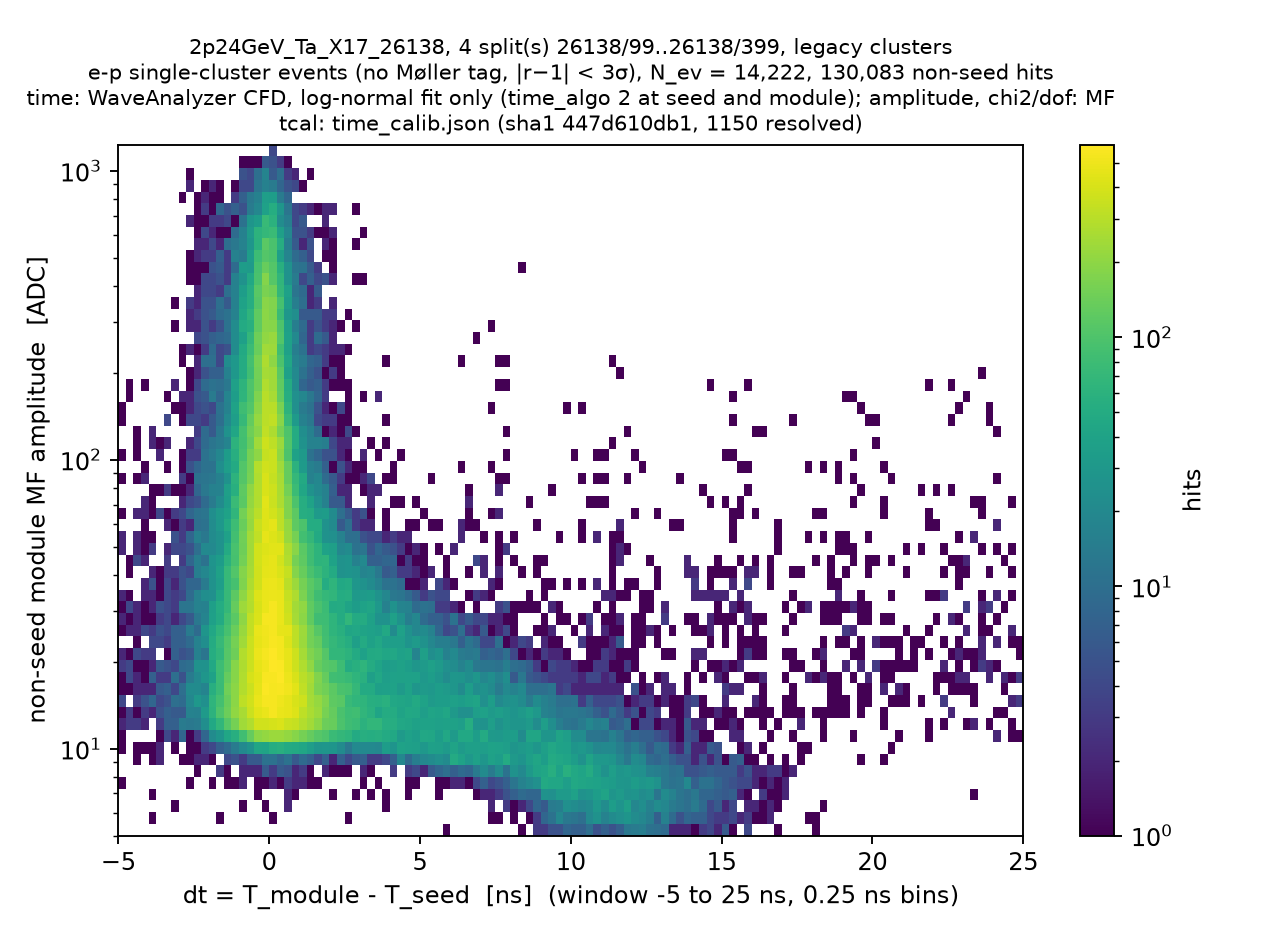 2p24GeV_Ta_X17_26138, 4 split(s) 26138/99..26138/399, legacy clusters
e-p single-cluster events (no Møller tag, |r−1| < 3σ), N_ev = 14,222, 130,083 non-seed hits
time: WaveAnalyzer CFD, log-normal fit only (time_algo 2 at seed and module); amplitude, chi2/dof: MF
tcal: time_calib.json (sha1 447d610db1, 1150 resolved)
non-seed module MF amplitude [ADC]
10³
10²
10¹
−5
0
5
10
15
20
25
dt = T_module - T_seed [ns] (window -5 to 25 ns, 0.25 ns bins)
10²
10¹
10⁰
hits